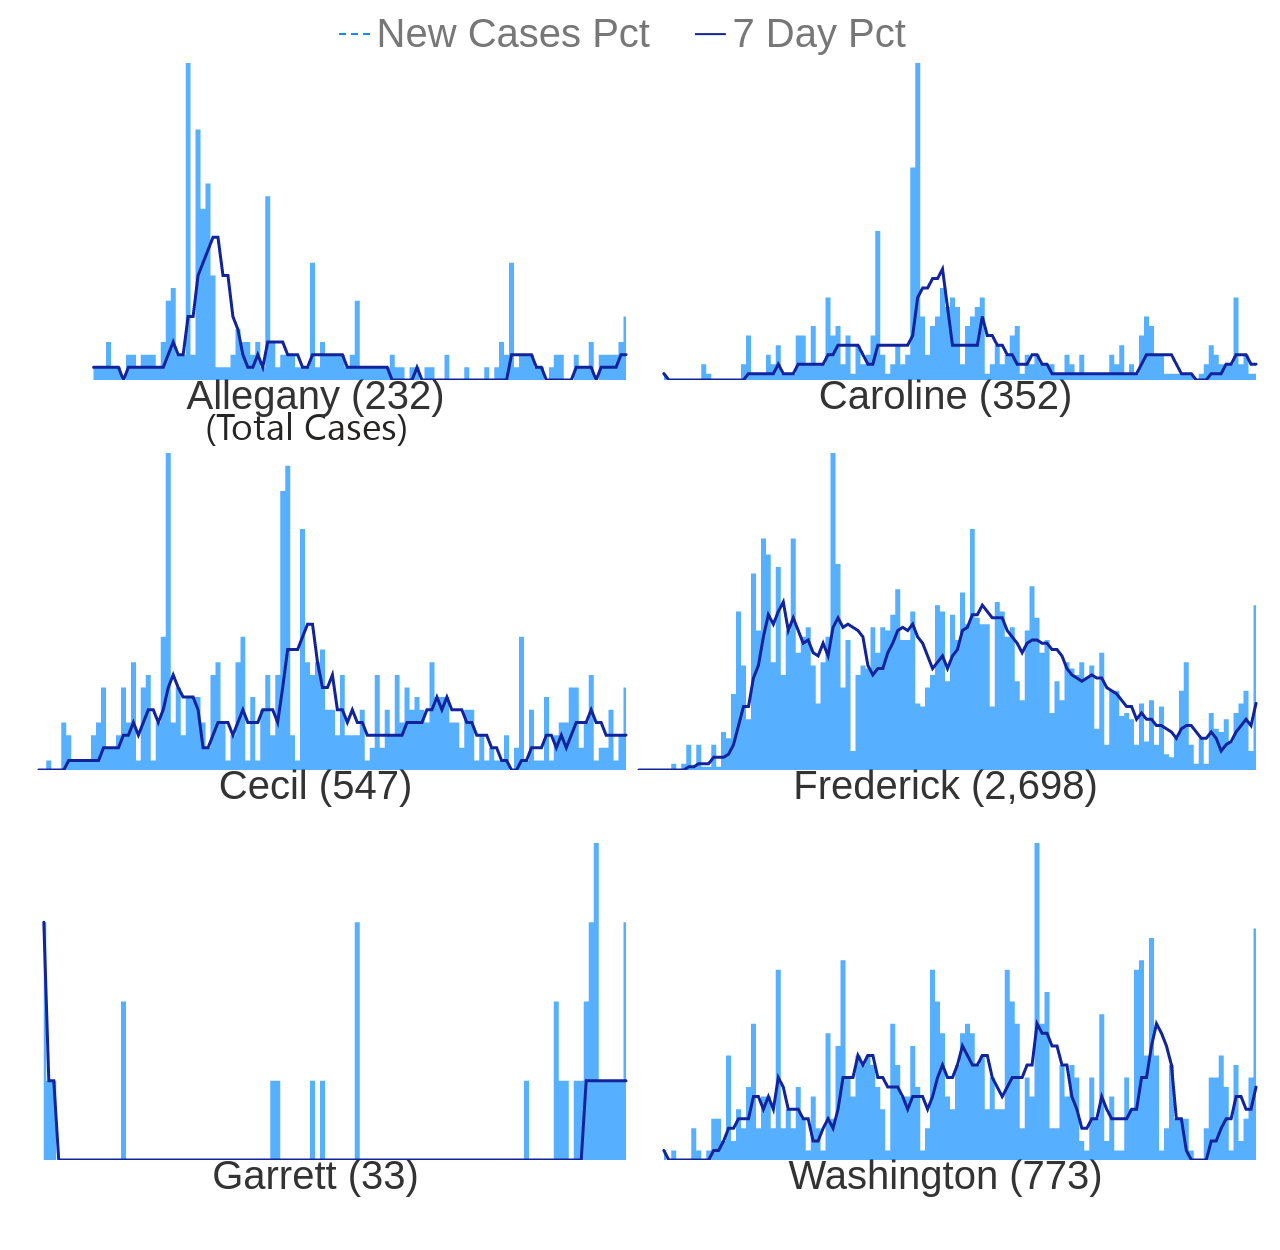 New Cases Pct 7 Day Pct
Allegany (232) Caroline (352)
(Total Cases)
Cecil (547) Frederick (2,698)
Garrett (33) Washington (773)